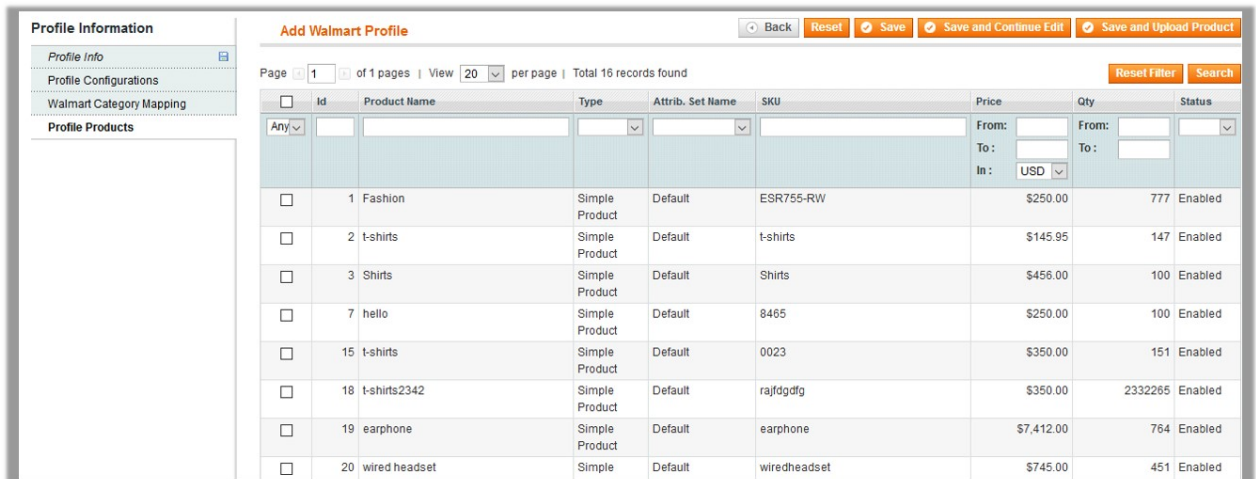 Profile Information
Add Walmart Profile
Back Reset Save Save and Continue Edit Save and Upload Product
Profile Info
Profile Configurations
Walmart Category Mapping
Profile Products
Page 1 of 1 pages | View 20 per page | Total 16 records found
Reset Filter Search
Id Product Name Type Attrib. Set Name SKU Price Qty Status
Any From: From:
To : To :
In : USD
1 Fashion Simple Product Default ESR755-RW $250.00 777 Enabled
2 t-shirts Simple Product Default t-shirts $145.95 147 Enabled
3 Shirts Simple Product Default Shirts $456.00 100 Enabled
7 hello Simple Product Default 8465 $250.00 100 Enabled
15 t-shirts Simple Product Default 0023 $350.00 151 Enabled
18 t-shirts2342 Simple Product Default rajfdgdfg $350.00 2332265 Enabled
19 earphone Simple Product Default earphone $7,412.00 764 Enabled
20 wired headset Simple Default wiredheadset $745.00 451 Enabled